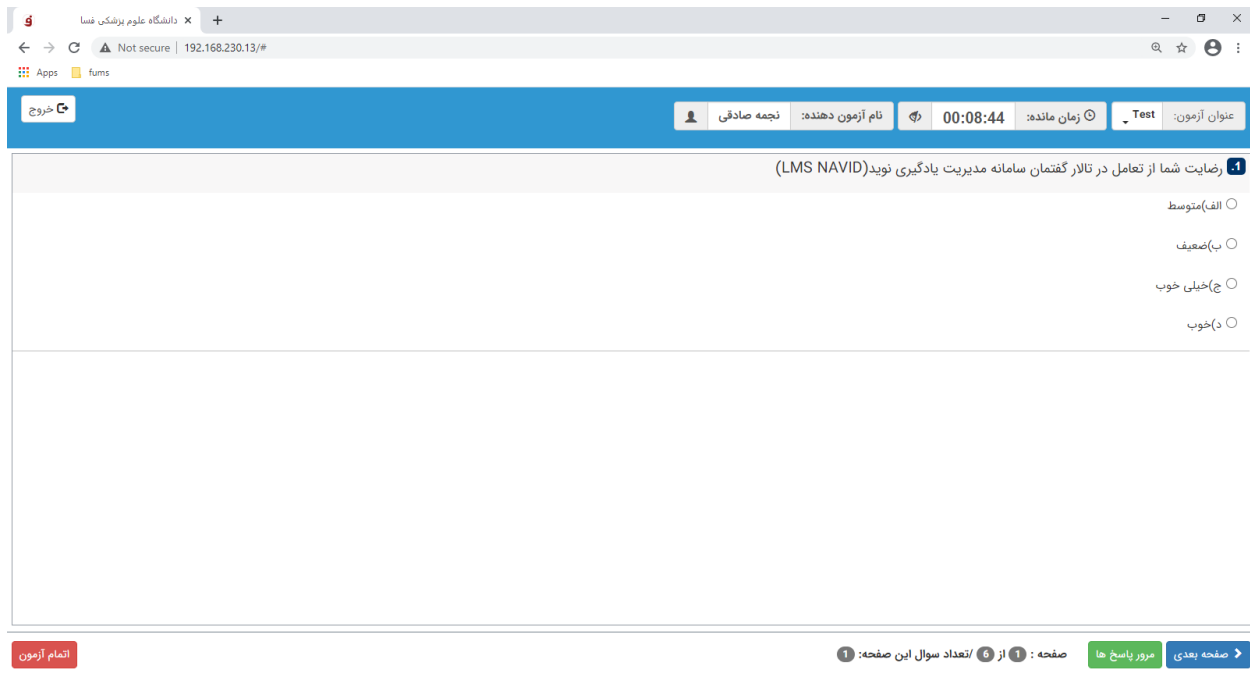 دانشگاه علوم پزشکی فسا
Not secure | 192.168.230.13/#
Apps fums
عنوان آزمون: Test زمان مانده: 00:08:44 نام آزمون دهنده: نجمه صادقی خروج
1. رضایت شما از تعامل در تالار گفتمان سامانه مدیریت یادگیری نوید(LMS NAVID)
الف)متوسط
ب)ضعیف
ج)خیلی خوب
د)خوب
صفحه بعدی مرور پاسخ ها صفحه : 1 از 6 /تعداد سوال این صفحه: 1 اتمام آزمون